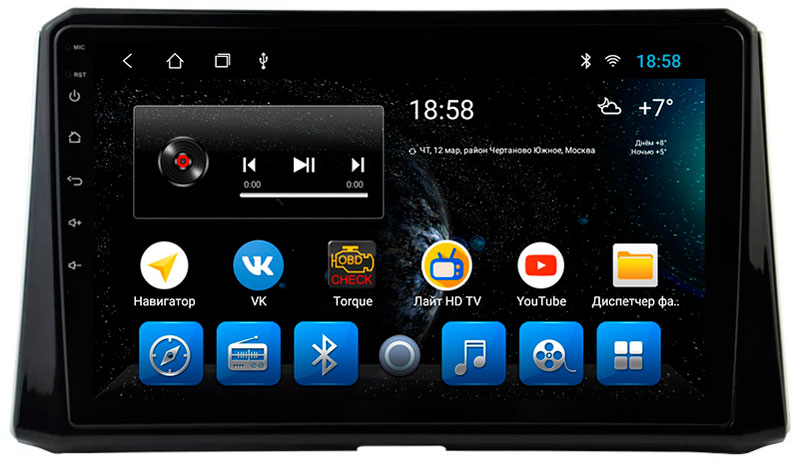 MIC
RST
18:58
18:58
+7°
ЧТ, 12 мар, район Чертаново Южное, Москва
Днём +8°
Ночью +5°
0:00
0:00
OBD
CHECK
Навигатор
VK
Torque
Лайт HD TV
YouTube
Диспетчер фа..